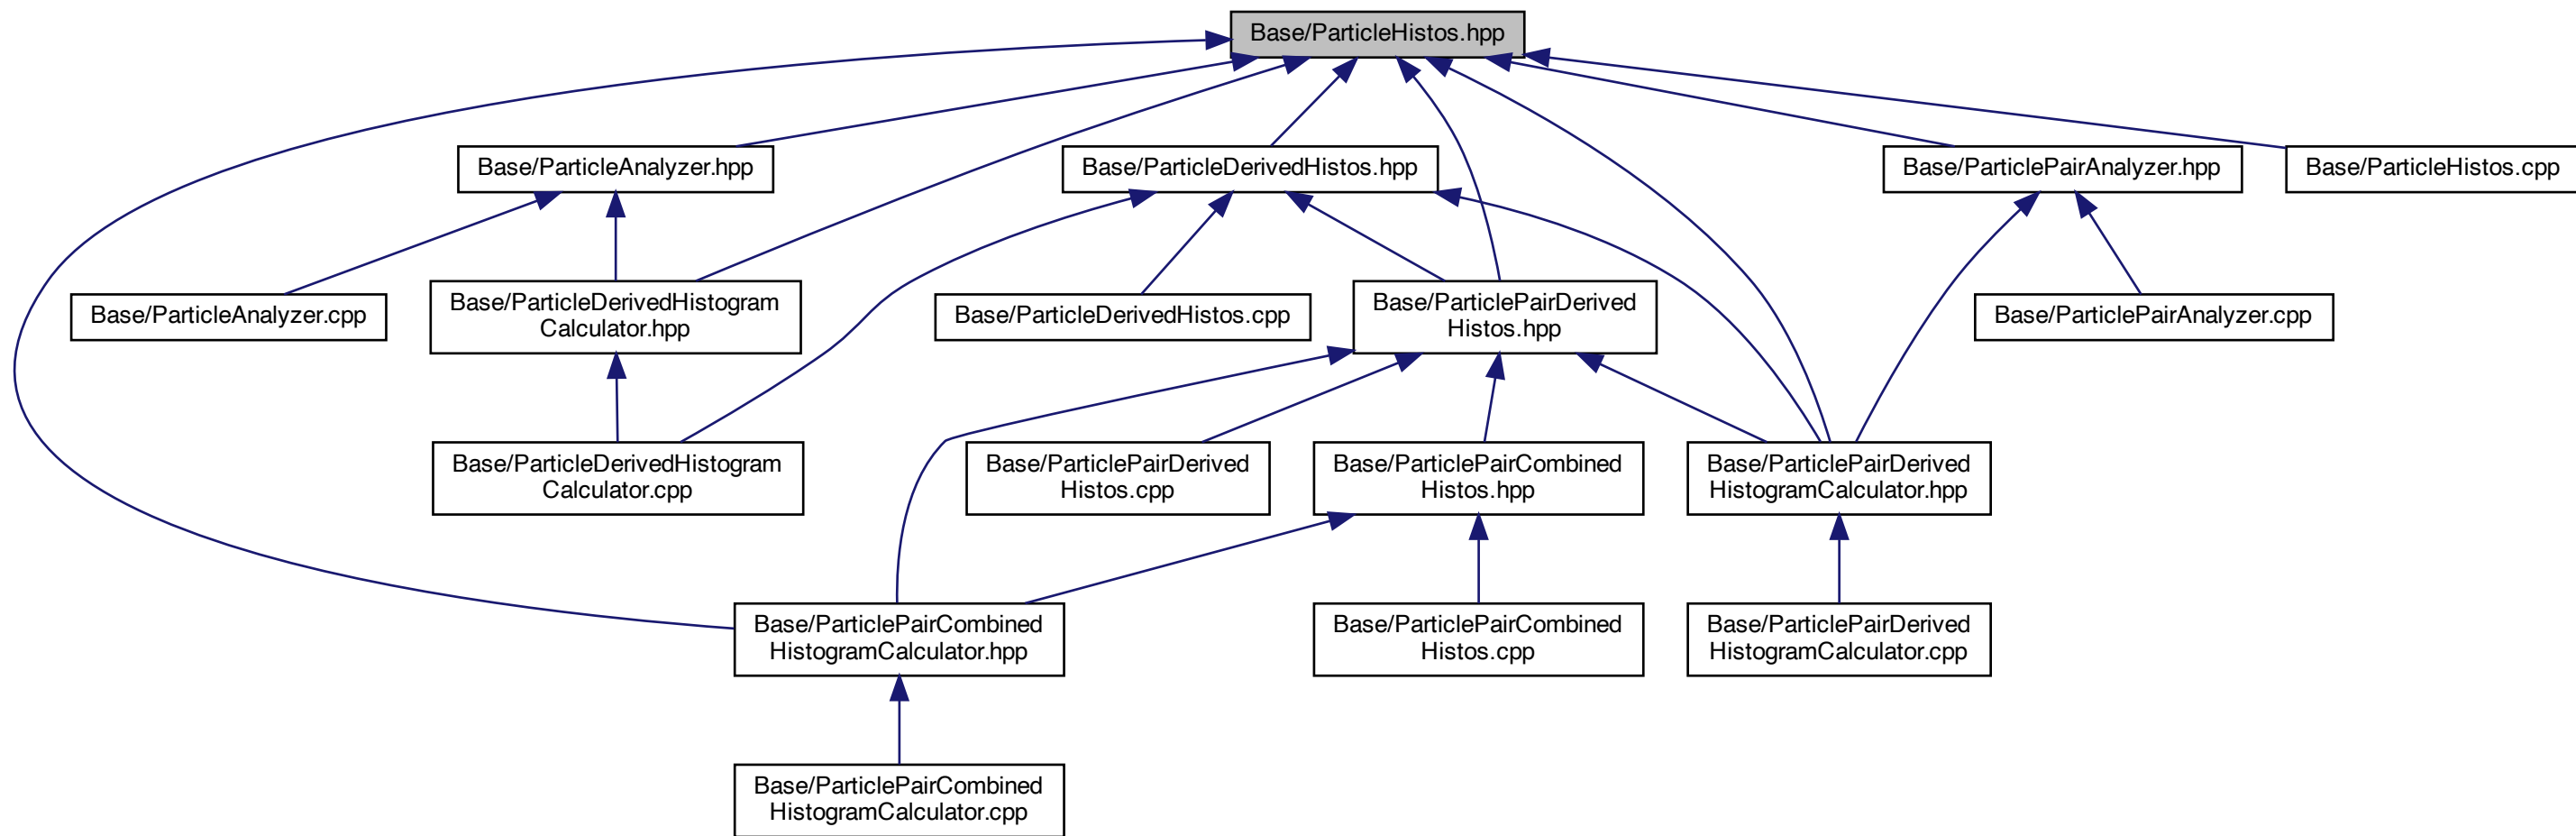 Base/ParticleHistos.hpp
Base/ParticleAnalyzer.hpp
Base/ParticleDerivedHistos.hpp
Base/ParticlePairAnalyzer.hpp
Base/ParticleHistos.cpp
Base/ParticleAnalyzer.cpp
Base/ParticleDerivedHistogram
Calculator.hpp
Base/ParticleDerivedHistos.cpp
Base/ParticlePairDerived
Histos.hpp
Base/ParticlePairAnalyzer.cpp
Base/ParticleDerivedHistogram
Calculator.cpp
Base/ParticlePairDerived
Histos.cpp
Base/ParticlePairCombined
Histos.hpp
Base/ParticlePairDerived
HistogramCalculator.hpp
Base/ParticlePairCombined
HistogramCalculator.hpp
Base/ParticlePairCombined
Histos.cpp
Base/ParticlePairDerived
HistogramCalculator.cpp
Base/ParticlePairCombined
HistogramCalculator.cpp